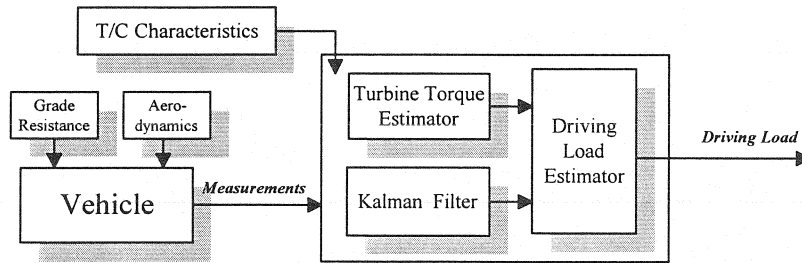 T/C Characteristics
Grade
Resistance
Aero-
dynamics
Vehicle
Measurements
Turbine Torque
Estimator
Kalman Filter
Driving
Load
Estimator
Driving Load